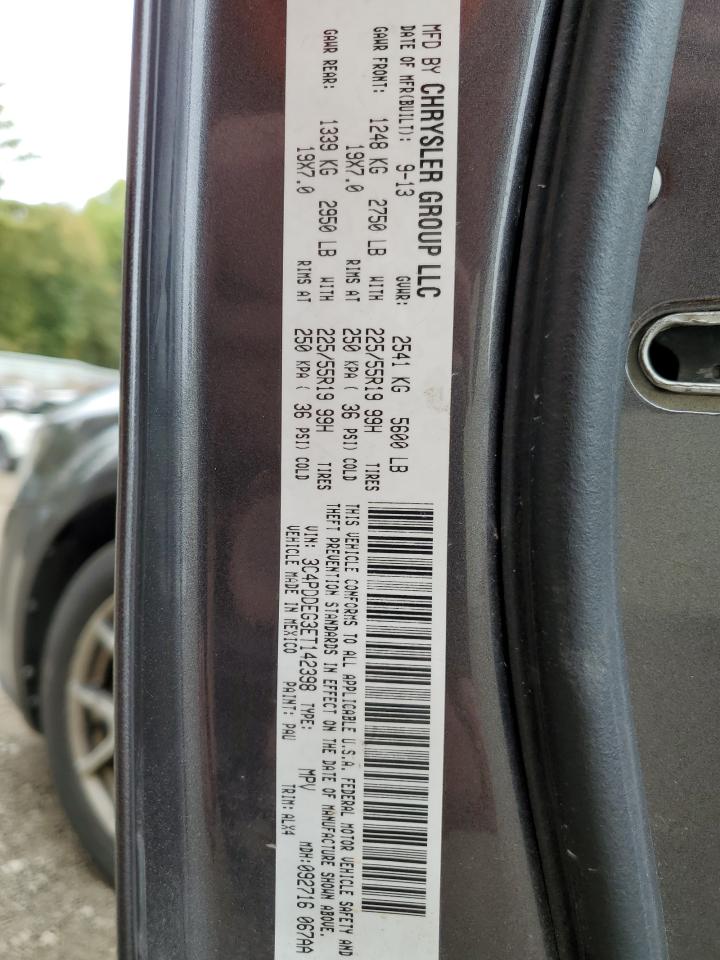 MFD BY CHRYSLER GROUP LLC
DATE OF MFR(BUILT): 9-13 GVWR: 2541 KG 5600 LB
GAWR FRONT: 1248 KG 2750 LB WITH 225/55R19 99H TIRES
19X7.0 RIMS AT 250 KPA ( 36 PSI) COLD
GAWR REAR: 1339 KG 2950 LB WITH 225/55R19 99H TIRES
19X7.0 RIMS AT 250 KPA ( 36 PSI) COLD
THIS VEHICLE CONFORMS TO ALL APPLICABLE U.S.A. FEDERAL MOTOR VEHICLE SAFETY AND
THEFT PREVENTION STANDARDS IN EFFECT ON THE DATE OF MANUFACTURE SHOWN ABOVE.
VIN: 3C4PDDEG3ET142398 TYPE: MPV MDH:092716 067AA
VEHICLE MADE IN MEXICO PAINT: PAU TRIM: ALX4